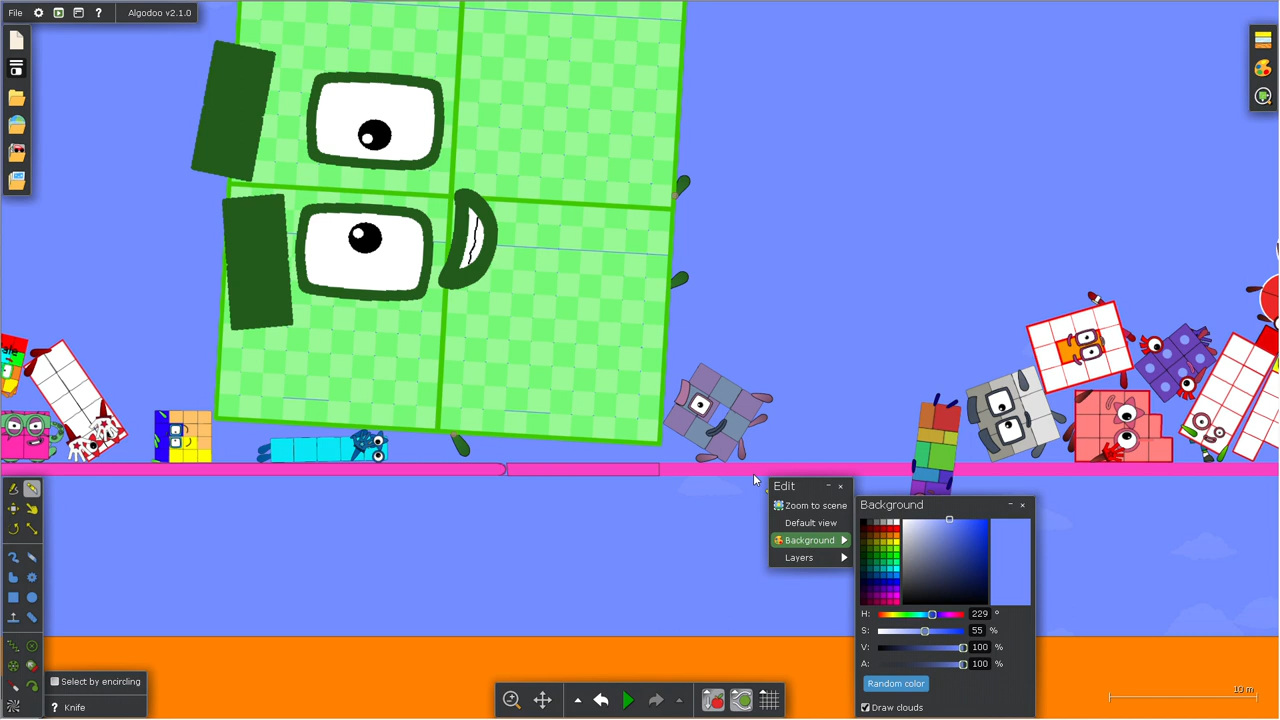 File ? Algodoo v2.1.0
Edit
Zoom to scene
Default view
Background
Layers
Background
H: 229 °
S: 55 %
V: 100 %
A: 100 %
Random color
Draw clouds
Select by encircling
? Knife
10 m